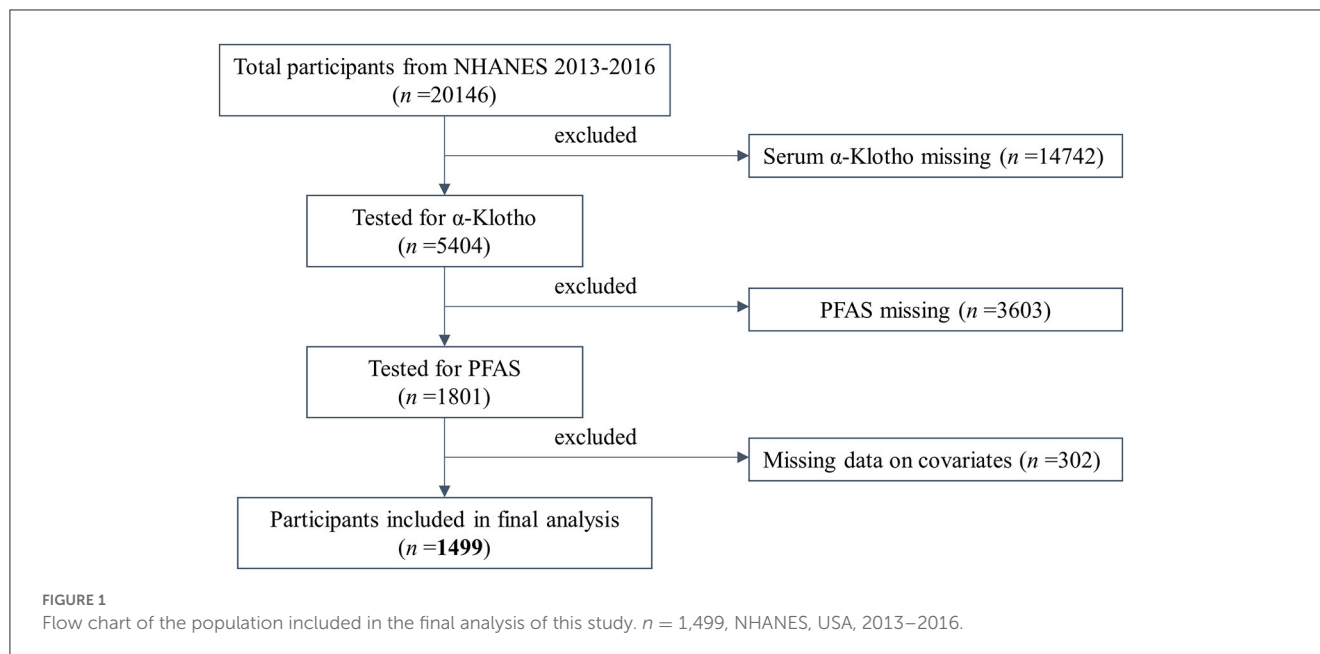 Total participants from NHANES 2013-2016
(n =20146)
excluded
Serum α-Klotho missing (n =14742)
Tested for α-Klotho
(n =5404)
excluded
PFAS missing (n =3603)
Tested for PFAS
(n =1801)
excluded
Missing data on covariates (n =302)
Participants included in final analysis
(n =1499)
FIGURE 1
Flow chart of the population included in the final analysis of this study. n = 1,499, NHANES, USA, 2013–2016.